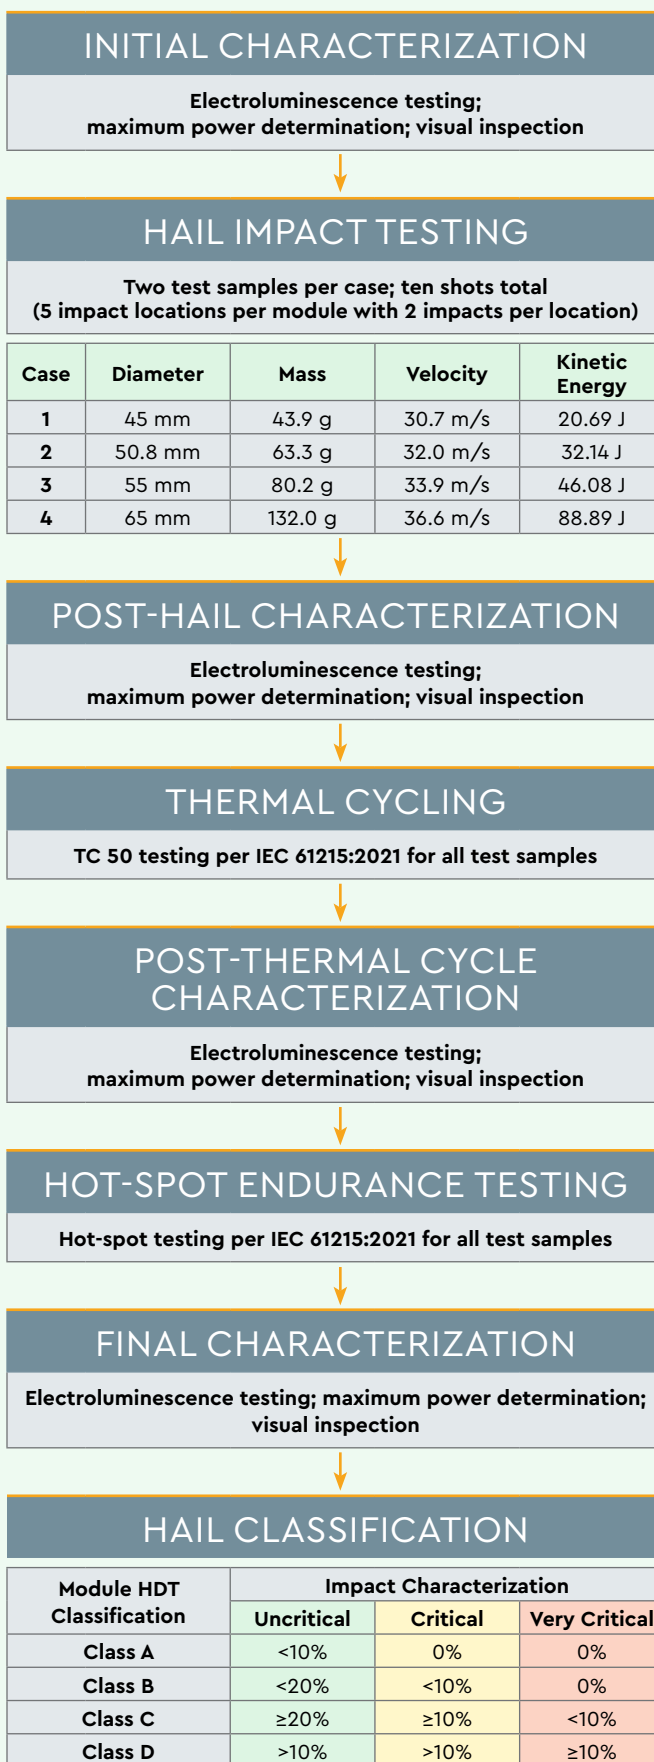 INITIAL CHARACTERIZATION
Electroluminescence testing;
maximum power determination; visual inspection
HAIL IMPACT TESTING
Two test samples per case; ten shots total
(5 impact locations per module with 2 impacts per location)
Case Diameter Mass Velocity Kinetic Energy
1 45 mm 43.9 g 30.7 m/s 20.69 J
2 50.8 mm 63.3 g 32.0 m/s 32.14 J
3 55 mm 80.2 g 33.9 m/s 46.08 J
4 65 mm 132.0 g 36.6 m/s 88.89 J
POST-HAIL CHARACTERIZATION
Electroluminescence testing;
maximum power determination; visual inspection
THERMAL CYCLING
TC 50 testing per IEC 61215:2021 for all test samples
POST-THERMAL CYCLE
CHARACTERIZATION
Electroluminescence testing;
maximum power determination; visual inspection
HOT-SPOT ENDURANCE TESTING
Hot-spot testing per IEC 61215:2021 for all test samples
FINAL CHARACTERIZATION
Electroluminescence testing; maximum power determination;
visual inspection
HAIL CLASSIFICATION
Module HDT Classification Impact Characterization
Uncritical Critical Very Critical
Class A <10% 0% 0%
Class B <20% <10% 0%
Class C ≥20% ≥10% <10%
Class D >10% >10% ≥10%